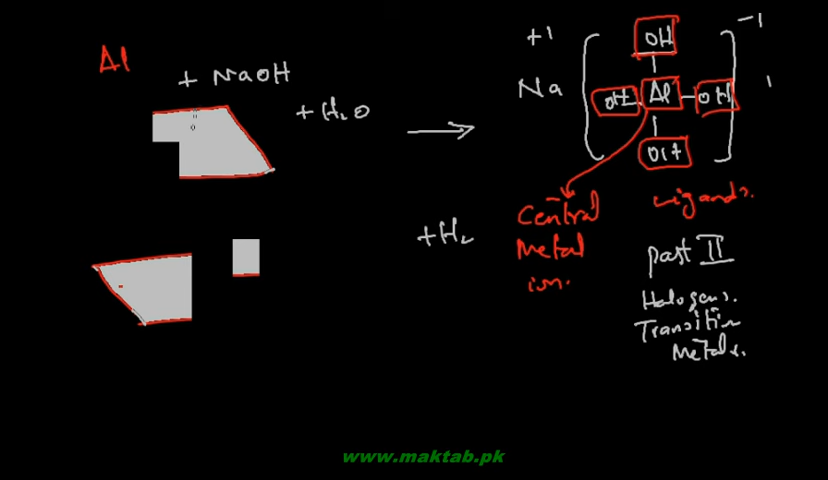 Al
+ NaOH
+ H₂O
+1
Na
OH
OH Al OH
OH
-1
1
+H₂
Central
Metal
ion.
Ligands.
part II
Halogens.
Transition
Metals.
www.maktab.pk